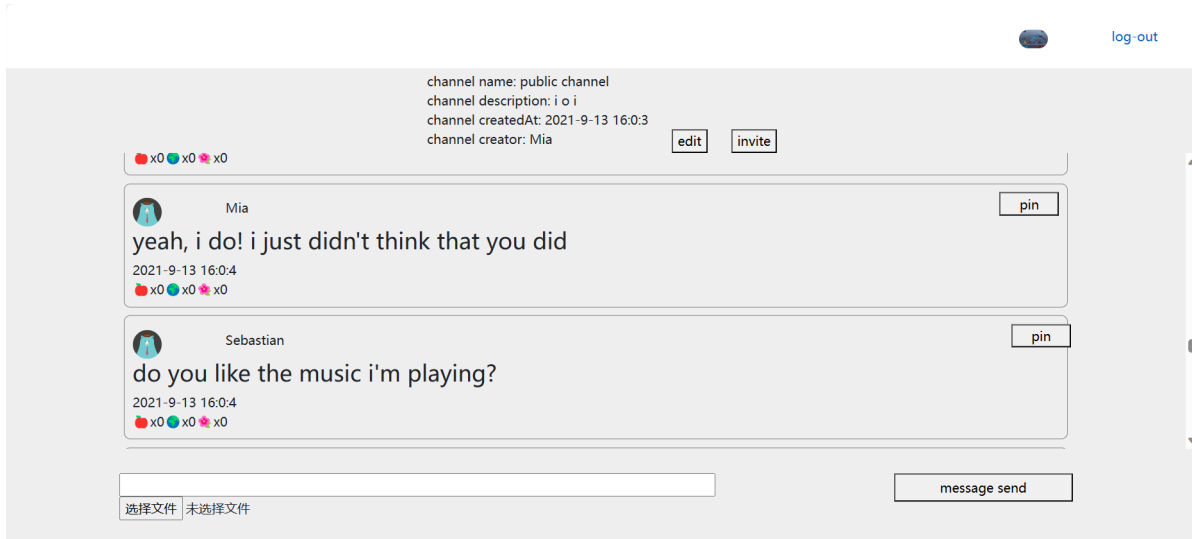 log-out
channel name: public channel
channel description: i o i
channel createdAt: 2021-9-13 16:0:3
channel creator: Mia
edit
invite
x0 x0 x0
Mia
pin
yeah, i do! i just didn't think that you did
2021-9-13 16:0:4
x0 x0 x0
Sebastian
pin
do you like the music i'm playing?
2021-9-13 16:0:4
x0 x0 x0
message send
选择文件 未选择文件